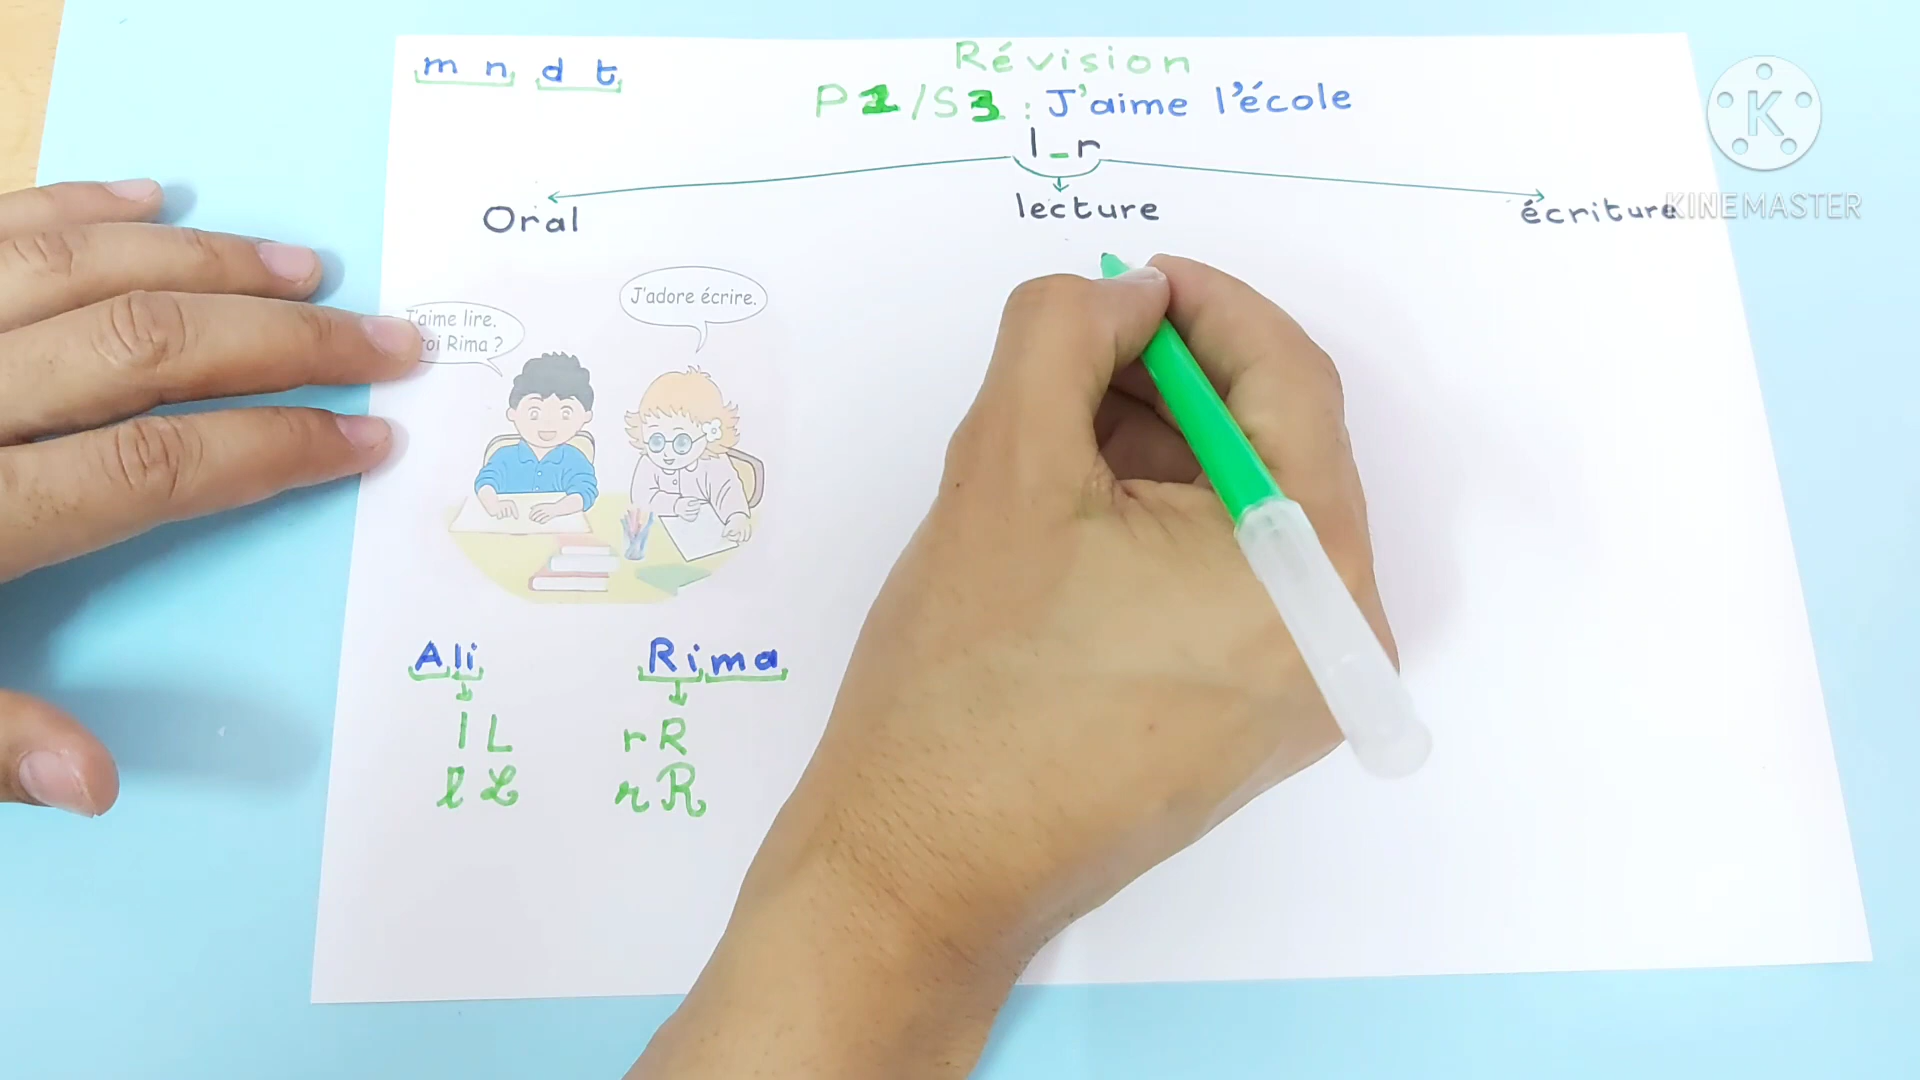 m n d t
Révision
P1/S3 : J'aime l'école
l_r
Oral
lecture
écriture
J'aime lire.
toi Rima ?
J'adore écrire.
Ali
Rima
l L
r R
l L
r R
K
KINEMASTER